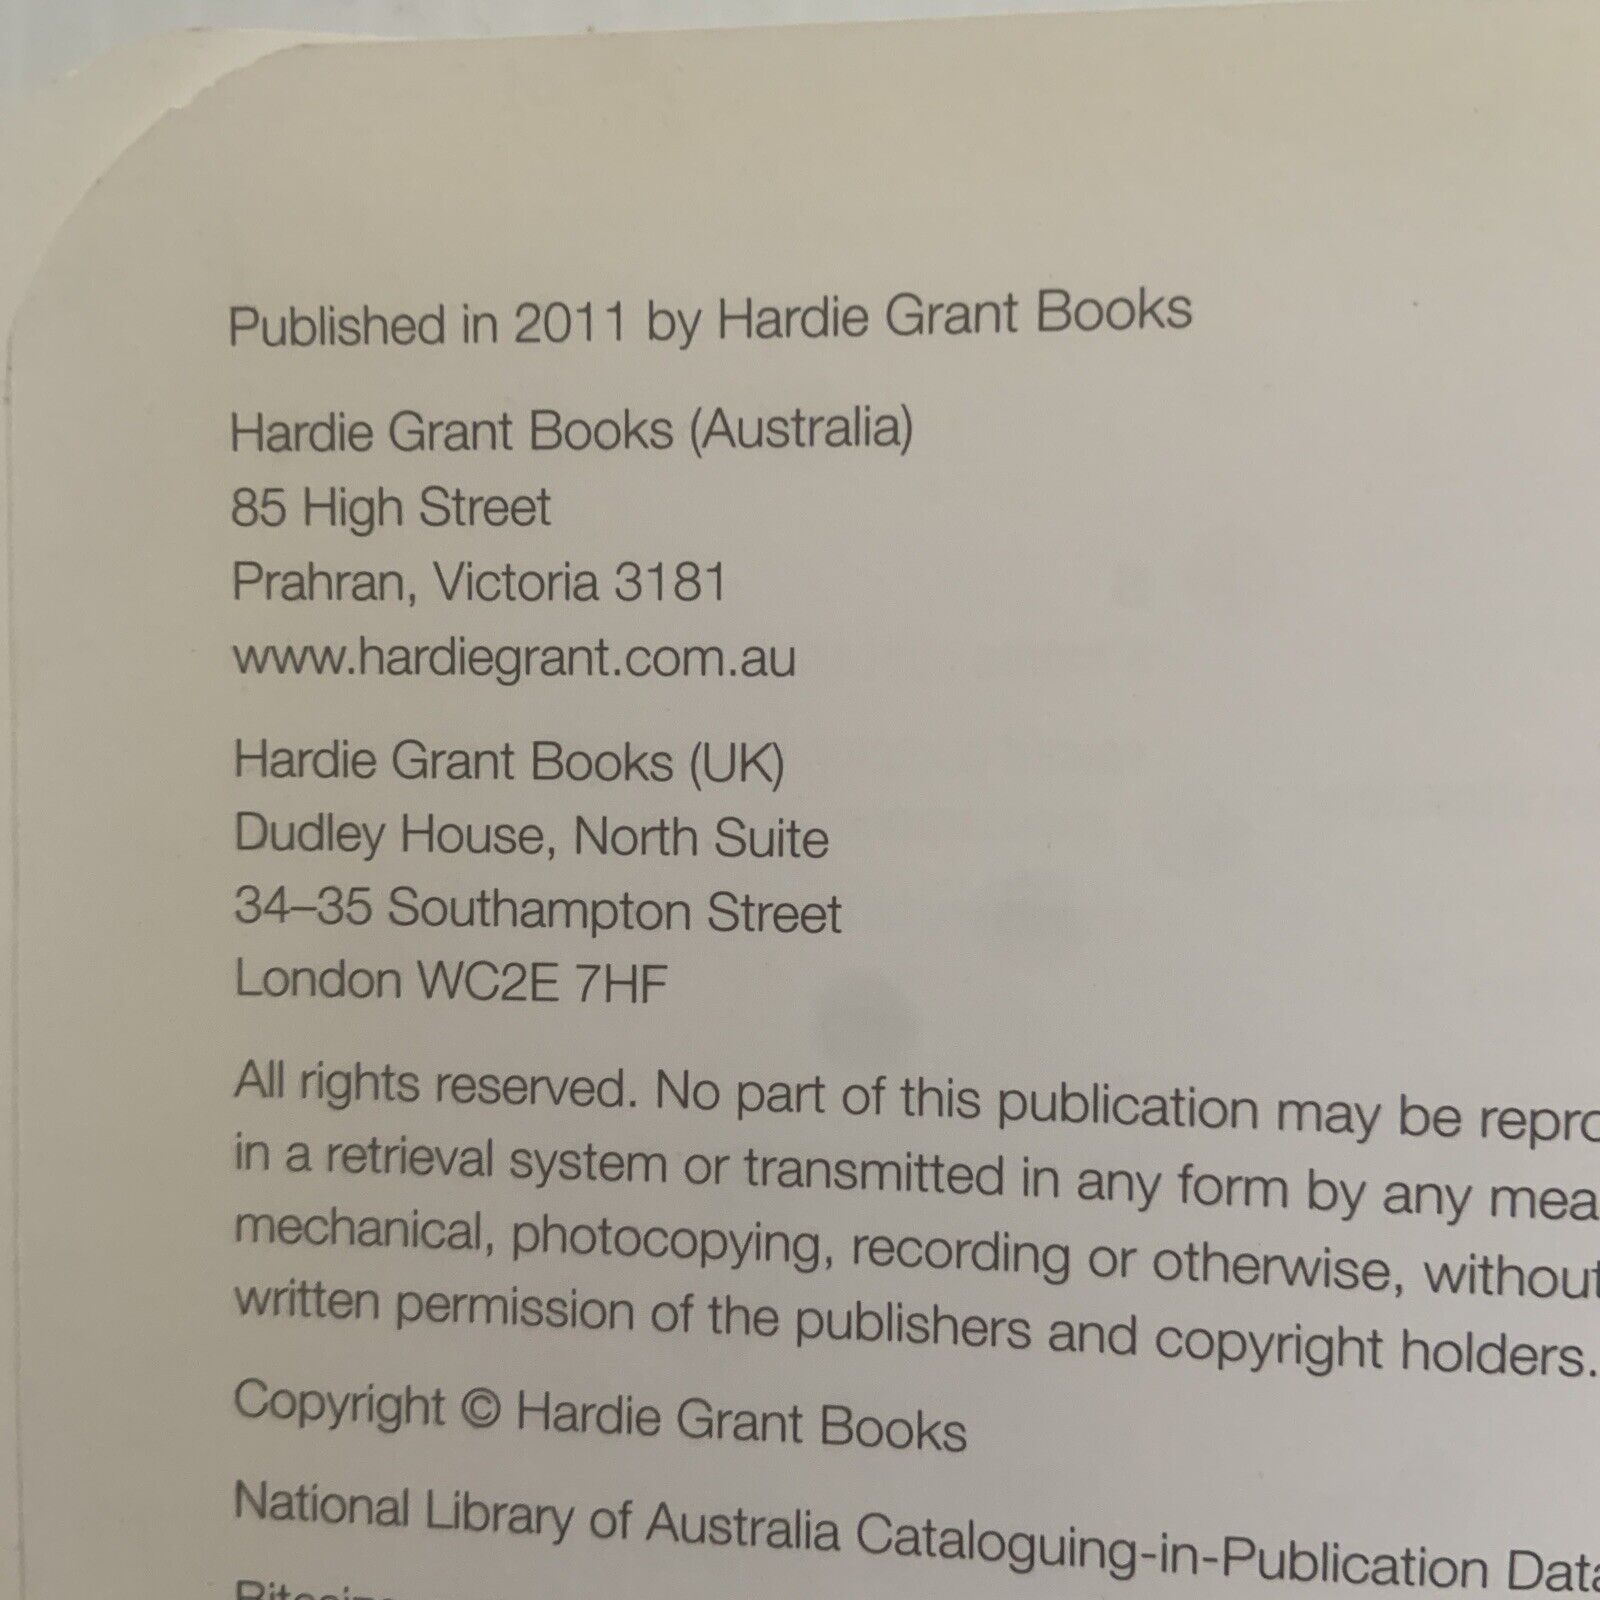 Published in 2011 by Hardie Grant Books
Hardie Grant Books (Australia)
85 High Street
Prahran, Victoria 3181
www.hardiegrant.com.au
Hardie Grant Books (UK)
Dudley House, North Suite
34–35 Southampton Street
London WC2E 7HF
All rights reserved. No part of this publication may be repro
in a retrieval system or transmitted in any form by any mea
mechanical, photocopying, recording or otherwise, without
written permission of the publishers and copyright holders.
Copyright © Hardie Grant Books
National Library of Australia Cataloguing-in-Publication Data